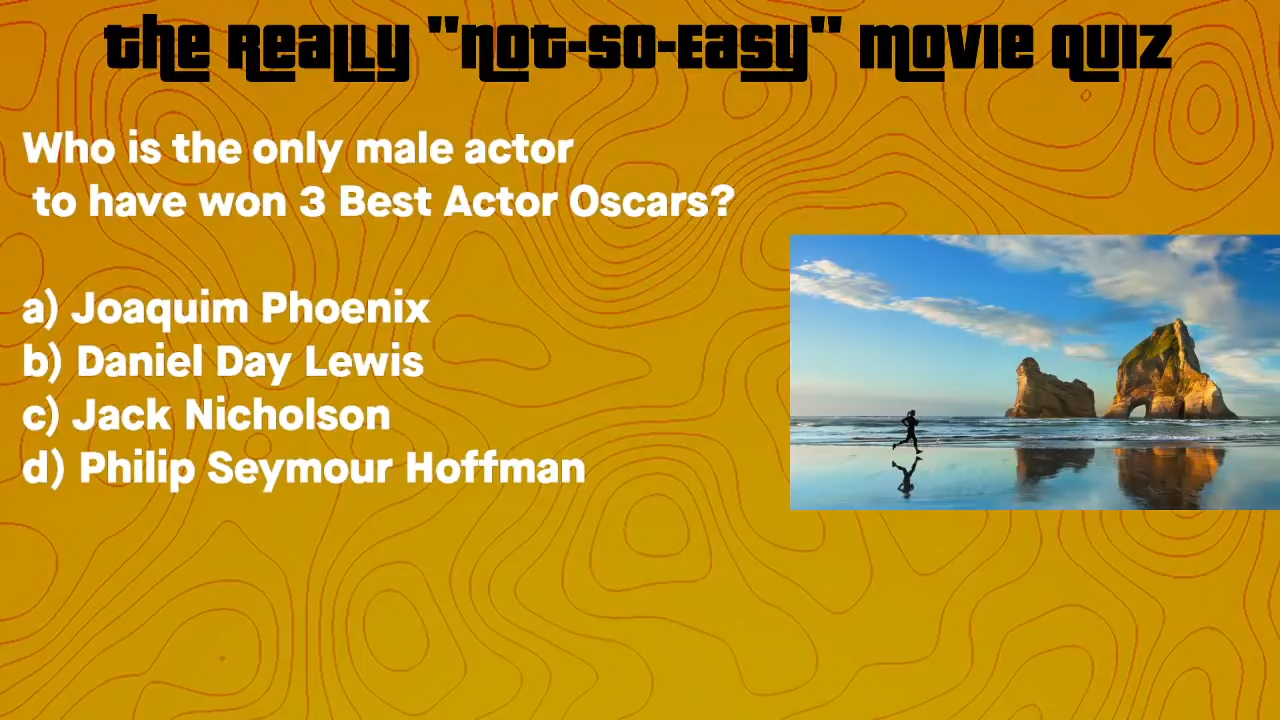 the Really "not-so-easy" movie quiz
Who is the only male actor
to have won 3 Best Actor Oscars?
a) Joaquim Phoenix
b) Daniel Day Lewis
c) Jack Nicholson
d) Philip Seymour Hoffman